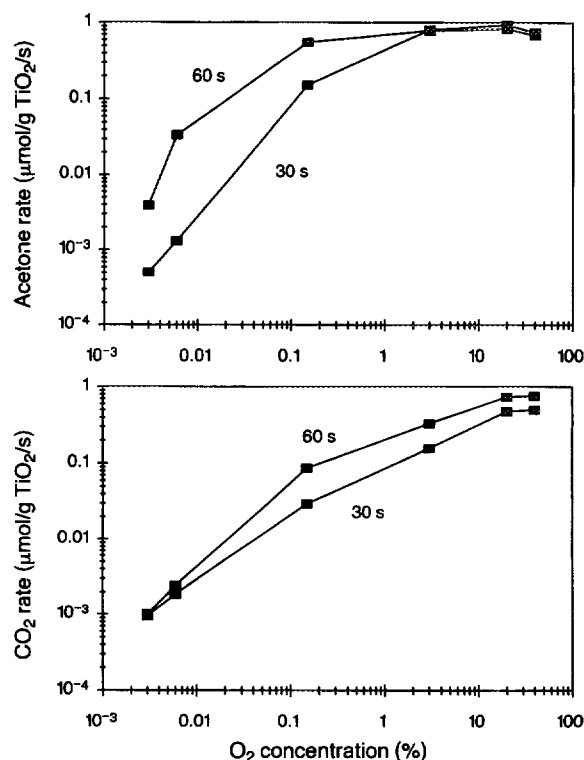 Acetone rate (μmol/g TiO₂/s)
1
0.1
0.01
10⁻³
10⁻⁴
60 s
30 s
10⁻³ 0.01 0.1 1 10 100
CO₂ rate (μmol/g TiO₂/s)
1
0.1
0.01
10⁻³
10⁻⁴
60 s
30 s
10⁻³ 0.01 0.1 1 10 100
O₂ concentration (%)